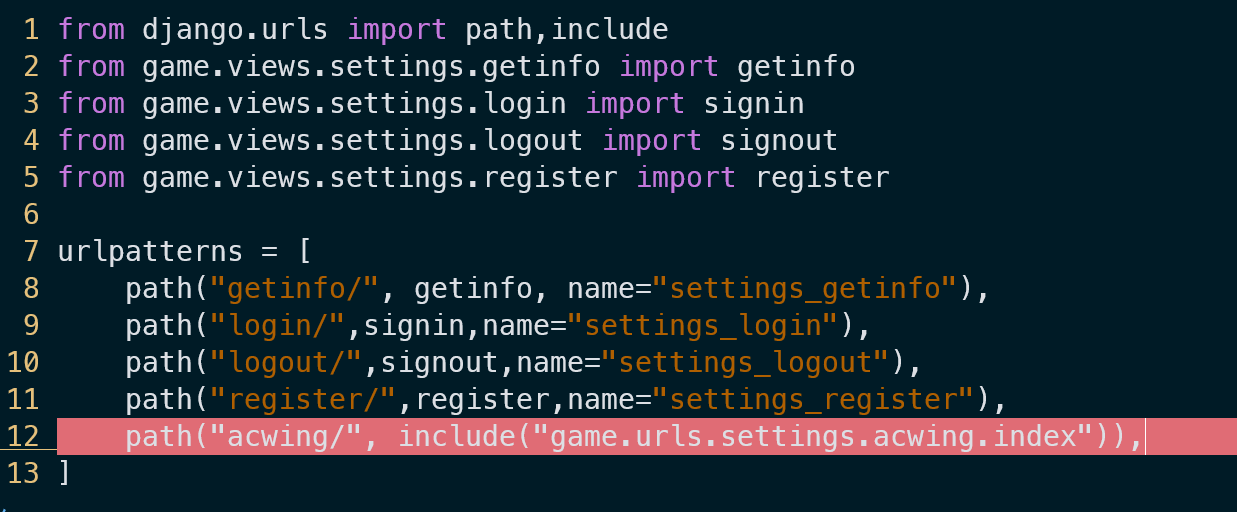 1 from django.urls import path,include
2 from game.views.settings.getinfo import getinfo
3 from game.views.settings.login import signin
4 from game.views.settings.logout import signout
5 from game.views.settings.register import register
6
7 urlpatterns = [
8     path("getinfo/", getinfo, name="settings_getinfo"),
9     path("login/",signin,name="settings_login"),
10     path("logout/",signout,name="settings_logout"),
11     path("register/",register,name="settings_register"),
12     path("acwing/", include("game.urls.settings.acwing.index")),
13 ]